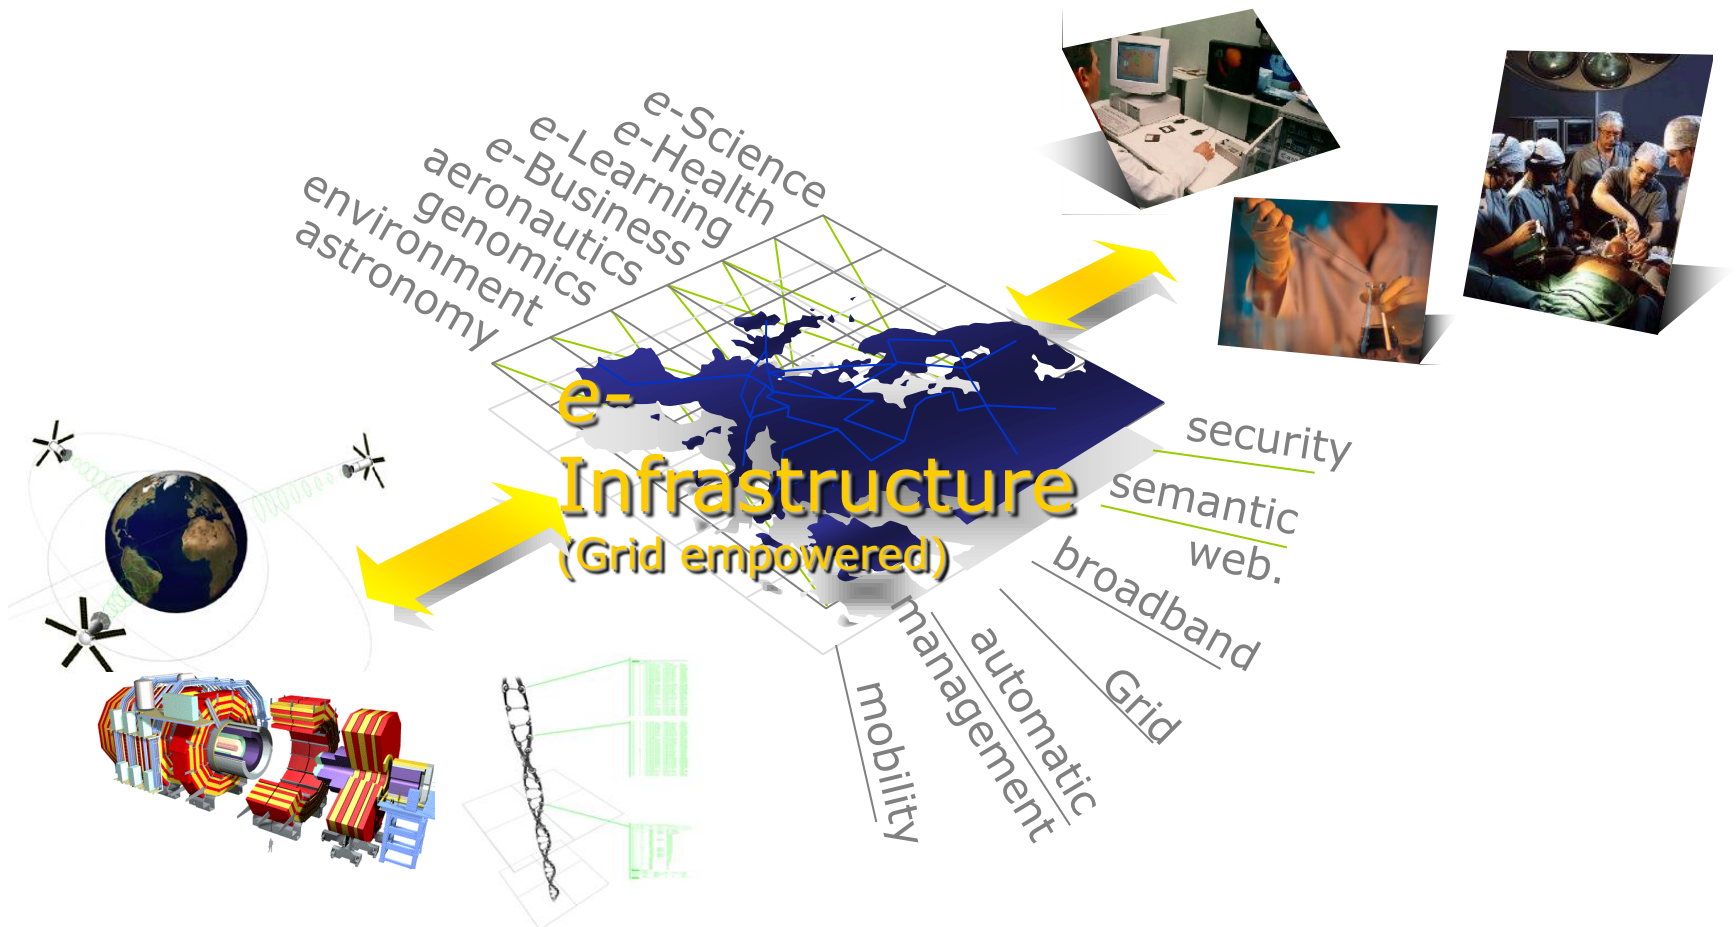 e-Science
e-Health
e-Learning
e-Business
aeronautics
genomics
environment
astronomy
e-
Infrastructure
(Grid empowered)
security
semantic
web.
broadband
Grid
automatic
management
mobility